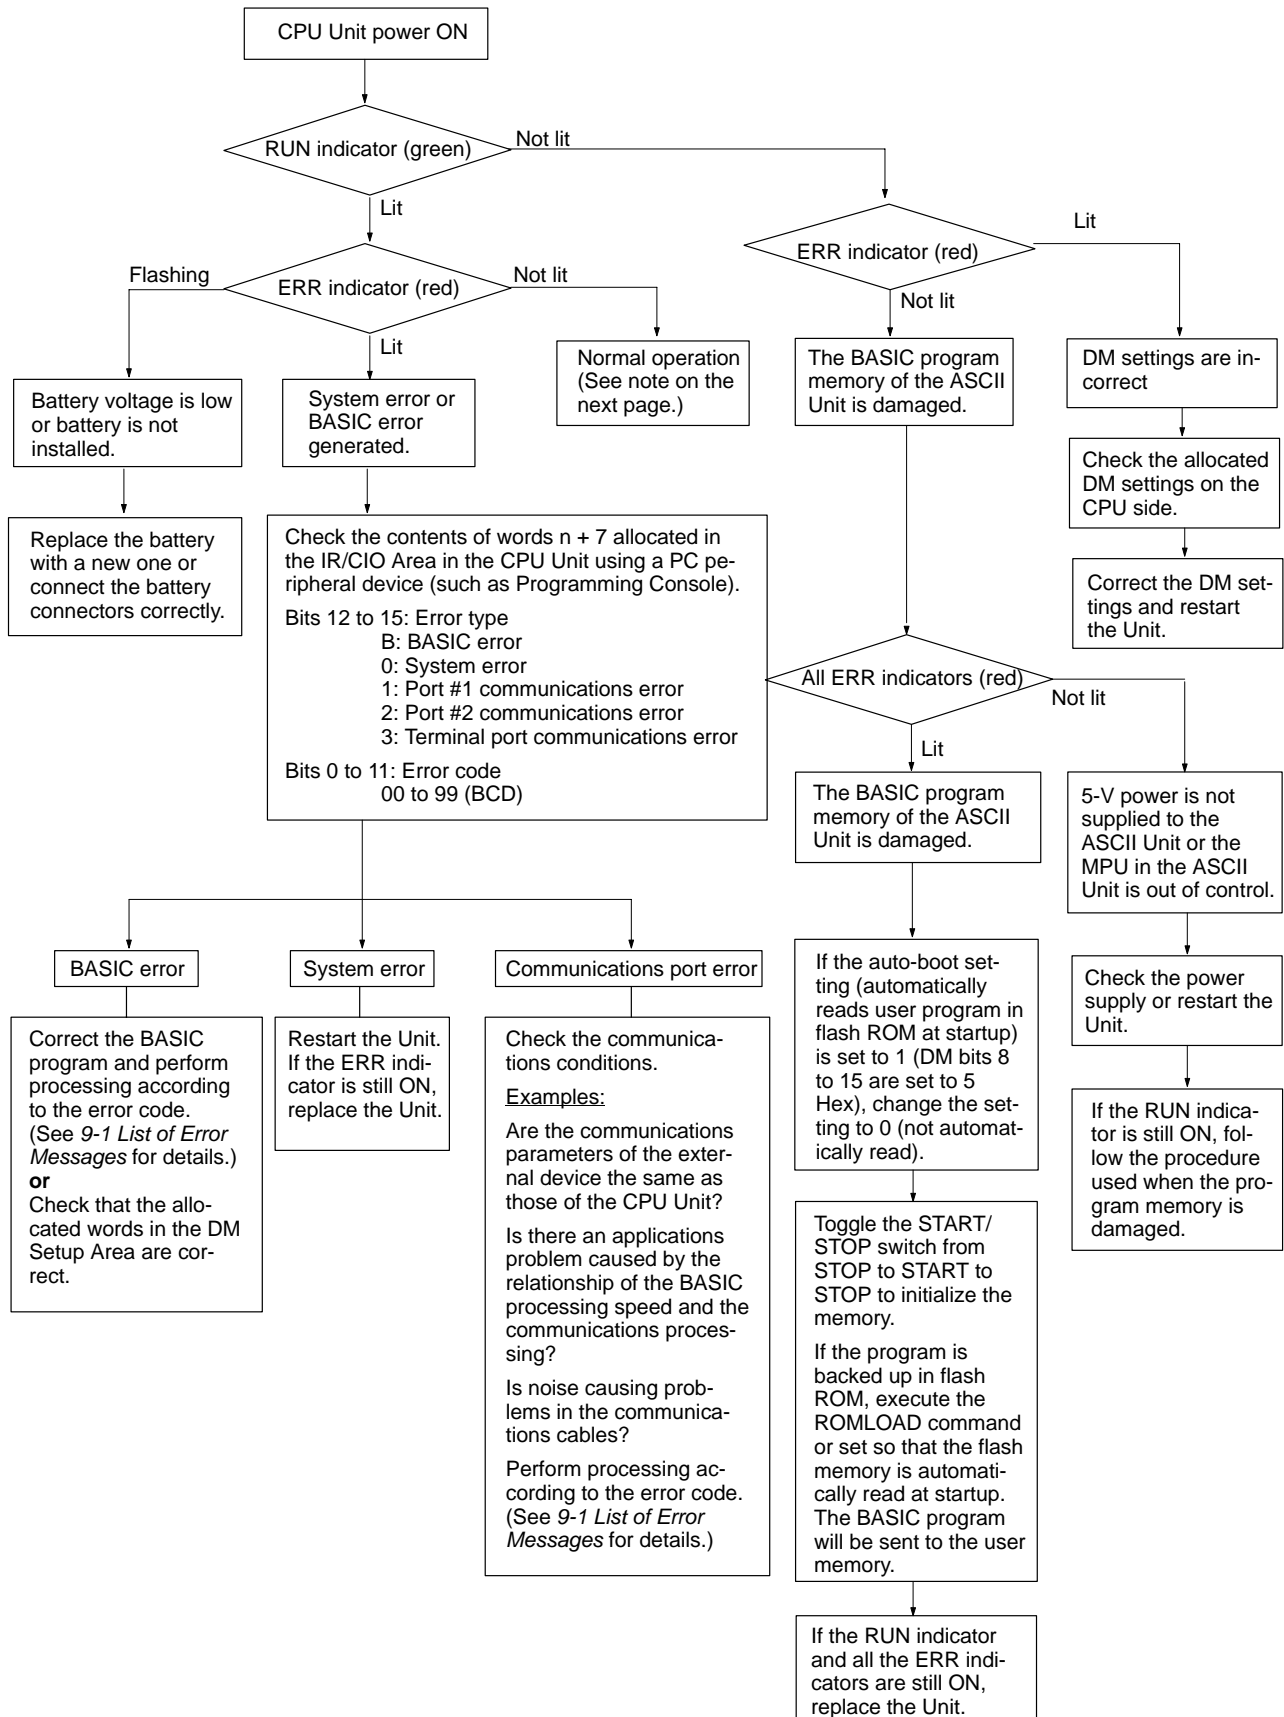 CPU Unit power ON
RUN indicator (green)
Not lit
Lit
ERR indicator (red)
Lit
Not lit
Flashing
ERR indicator (red)
Not lit
Lit
Battery voltage is low
or battery is not
installed.
Replace the battery
with a new one or
connect the battery
connectors correctly.
System error or
BASIC error
generated.
Normal operation
(See note on the
next page.)
The BASIC program
memory of the ASCII
Unit is damaged.
DM settings are in-
correct
Check the allocated
DM settings on the
CPU side.
Correct the DM set-
tings and restart
the Unit.
Check the contents of words n + 7 allocated in
the IR/CIO Area in the CPU Unit using a PC pe-
ripheral device (such as Programming Console).
Bits 12 to 15: Error type
B: BASIC error
0: System error
1: Port #1 communications error
2: Port #2 communications error
3: Terminal port communications error
Bits 0 to 11: Error code
00 to 99 (BCD)
All ERR indicators (red)
Not lit
Lit
The BASIC program
memory of the ASCII
Unit is damaged.
5-V power is not
supplied to the
ASCII Unit or the
MPU in the ASCII
Unit is out of control.
BASIC error
System error
Communications port error
Correct the BASIC
program and perform
processing according
to the error code.
(See 9-1 List of Error
Messages for details.)
or
Check that the allo-
cated words in the DM
Setup Area are cor-
rect.
Restart the Unit.
If the ERR indi-
cator is still ON,
replace the Unit.
Check the communica-
tions conditions.
Examples:
Are the communications
parameters of the exter-
nal device the same as
those of the CPU Unit?
Is there an applications
problem caused by the
relationship of the BASIC
processing speed and the
communications proces-
sing?
Is noise causing prob-
lems in the communica-
tions cables?
Perform processing ac-
cording to the error code.
(See 9-1 List of Error
Messages for details.)
If the auto-boot set-
ting (automatically
reads user program in
flash ROM at startup)
is set to 1 (DM bits 8
to 15 are set to 5
Hex), change the set-
ting to 0 (not automat-
ically read).
Toggle the START/
STOP switch from
STOP to START to
STOP to initialize the
memory.
If the program is
backed up in flash
ROM, execute the
ROMLOAD command
or set so that the flash
memory is automati-
cally read at startup.
The BASIC program
will be sent to the user
memory.
If the RUN indicator
and all the ERR indi-
cators are still ON,
replace the Unit.
Check the power
supply or restart the
Unit.
If the RUN indica-
tor is still ON, fol-
low the procedure
used when the pro-
gram memory is
damaged.